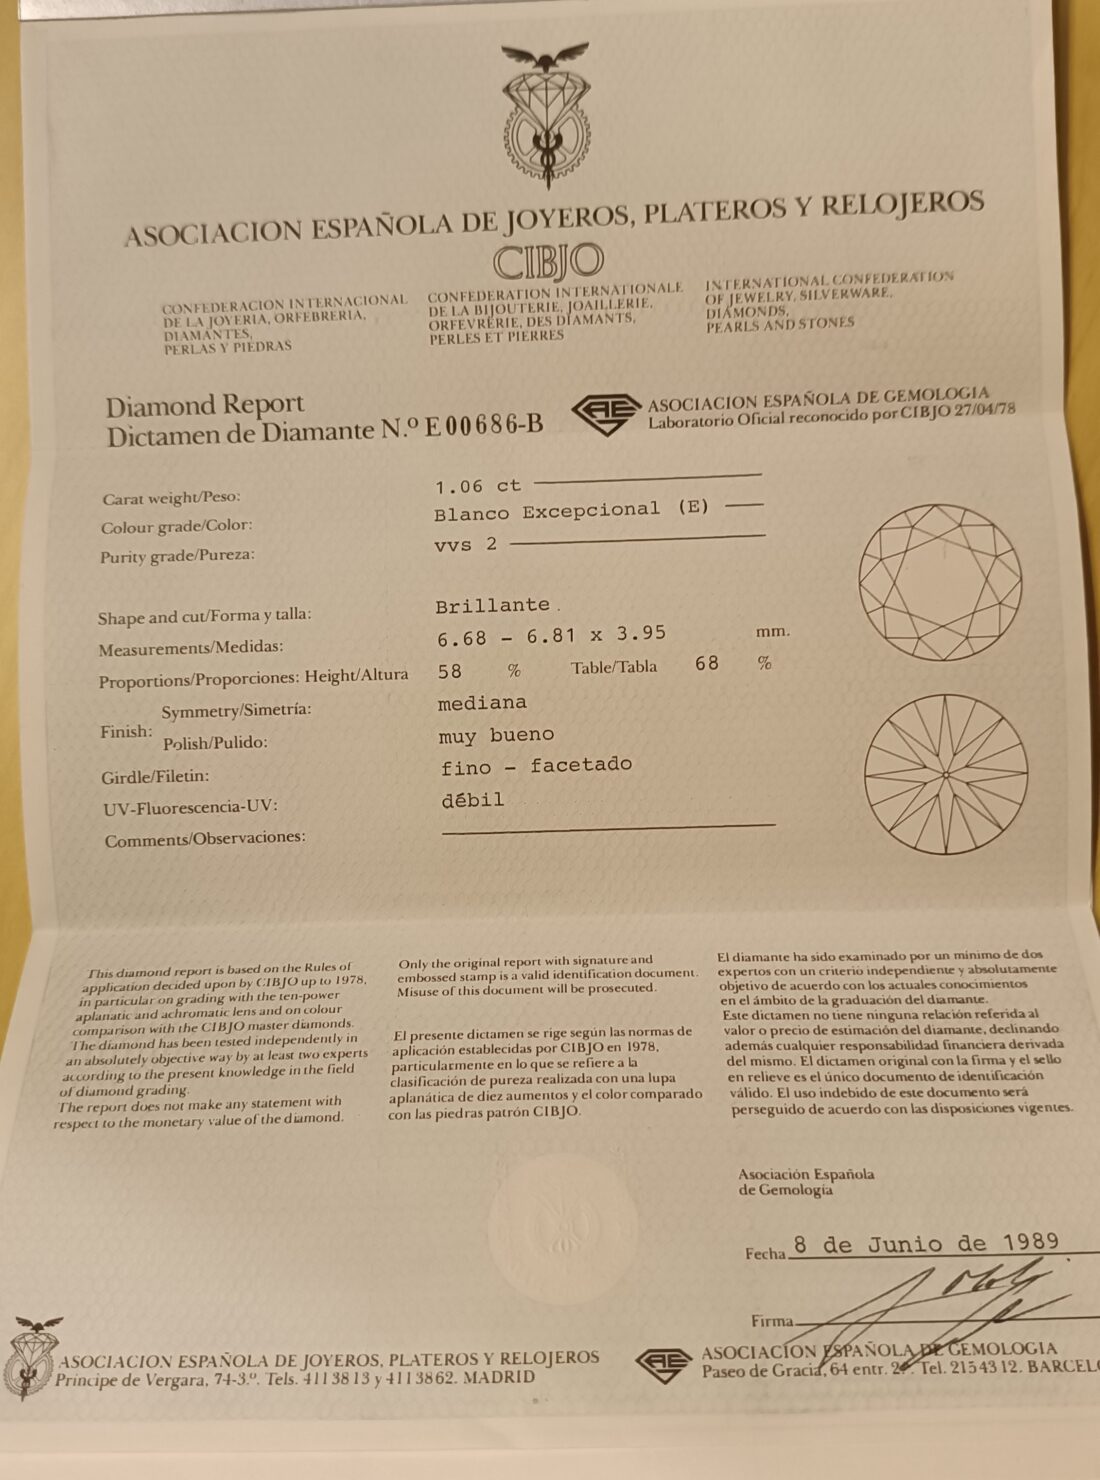 ASOCIACION ESPAÑOLA DE JOYEROS, PLATEROS Y RELOJEROS
CIBJO
CONFEDERACION INTERNACIONAL
DE LA JOYERIA, ORFEBRERIA,
DIAMANTES,
PERLAS Y PIEDRAS
CONFEDERATION INTERNATIONALE
DE LA BIJOUTERIE, JOAILLERIE,
ORFEVRERIE, DES DIAMANTS,
PERLES ET PIERRES
INTERNATIONAL CONFEDERATION
OF JEWELRY, SILVERWARE,
DIAMONDS,
PEARLS AND STONES
Diamond Report
Dictamen de Diamante N.º E00686-B
AE
ASOCIACION ESPAÑOLA DE GEMOLOGIA
Laboratorio Oficial reconocido por CIBJO 27/04/78
Carat weight/Peso: 1.06 ct
Colour grade/Color: Blanco Excepcional (E)
Purity grade/Pureza: vvs 2
Shape and cut/Forma y talla: Brillante
Measurements/Medidas: 6.68 - 6.81 x 3.95 mm.
Proportions/Proporciones: Height/Altura 58 % Table/Tabla 68 %
Finish: Symmetry/Simetría: mediana
Polish/Pulido: muy bueno
Girdle/Filetin: fino - facetado
UV-Fluorescencia-UV: débil
Comments/Observaciones:
This diamond report is based on the Rules of
application decided upon by CIBJO up to 1978,
in particular on grading with the ten-power
aplanatic and achromatic lens and on colour
comparison with the CIBJO master diamonds.
The diamond has been tested independently in
an absolutely objective way by at least two experts
according to the present knowledge in the field
of diamond grading.
The report does not make any statement with
respect to the monetary value of the diamond.
Only the original report with signature and
embossed stamp is a valid identification document.
Misuse of this document will be prosecuted.
El presente dictamen se rige según las normas de
aplicación establecidas por CIBJO en 1978,
particularmente en lo que se refiere a la
clasificación de pureza realizada con una lupa
aplanática de diez aumentos y el color comparado
con las piedras patrón CIBJO.
El diamante ha sido examinado por un mínimo de dos
expertos con un criterio independiente y absolutamente
objetivo de acuerdo con los actuales conocimientos
en el ámbito de la graduación del diamante.
Este dictamen no tiene ninguna relación referida al
valor o precio de estimación del diamante, declinando
además cualquier responsabilidad financiera derivada
del mismo. El dictamen original con la firma y el sello
en relieve es el único documento de identificación
válido. El uso indebido de este documento será
perseguido de acuerdo con las disposiciones vigentes.
Asociación Española
de Gemología
Fecha 8 de Junio de 1989
Firma
ASOCIACION ESPAÑOLA DE JOYEROS, PLATEROS Y RELOJEROS
Príncipe de Vergara, 74-3.º. Tels. 4113813 y 4113862. MADRID
AE
ASOCIACION ESPAÑOLA DE GEMOLOGIA
Paseo de Gracia, 64 entr. 2.ª. Tel. 2154312. BARCELO